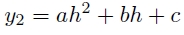 y₂ = ah² + bh + c